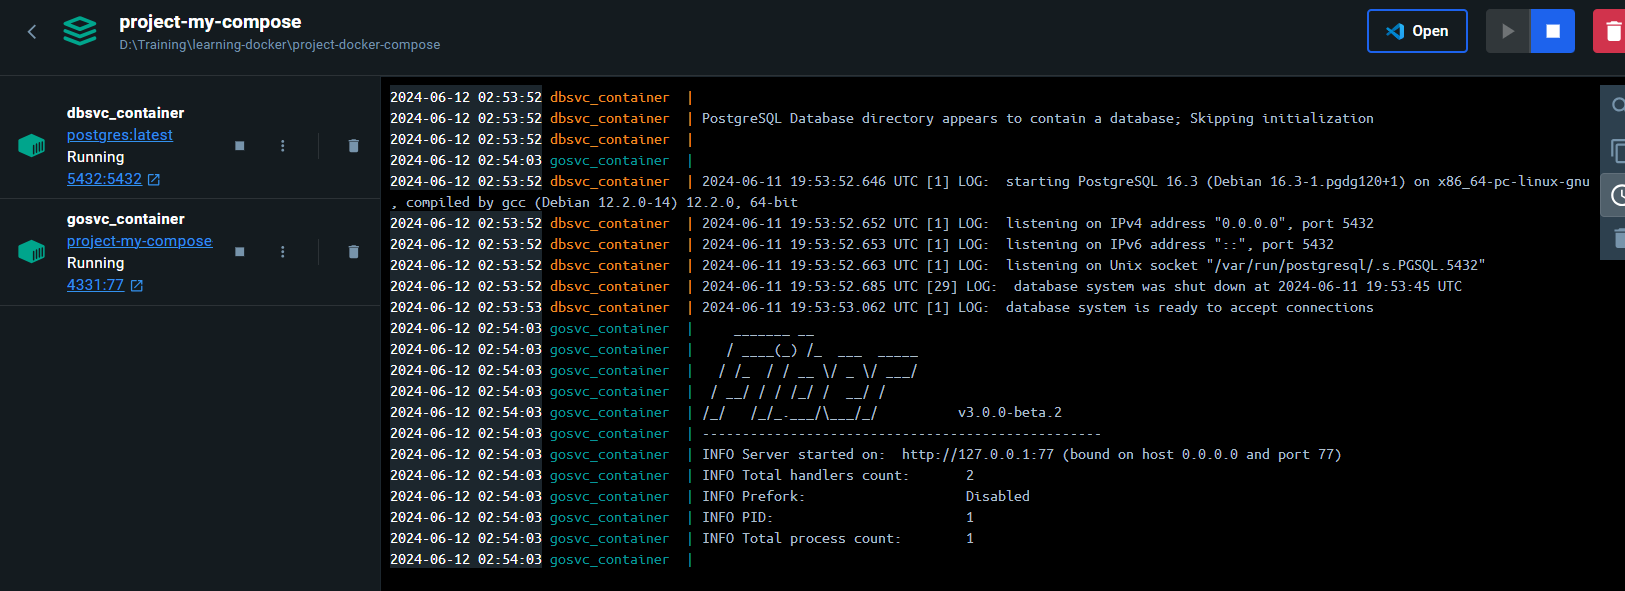 project-my-compose
D:\Training\learning-docker\project-docker-compose
Open
dbsvc_container
postgres:latest
Running
5432:5432
gosvc_container
project-my-compose
Running
4331:77
2024-06-12 02:53:52 dbsvc_container  |
2024-06-12 02:53:52 dbsvc_container  | PostgreSQL Database directory appears to contain a database; Skipping initialization
2024-06-12 02:53:52 dbsvc_container  |
2024-06-12 02:54:03 gosvc_container  |
2024-06-12 02:53:52 dbsvc_container  | 2024-06-11 19:53:52.646 UTC [1] LOG:  starting PostgreSQL 16.3 (Debian 16.3-1.pgdg120+1) on x86_64-pc-linux-gnu
, compiled by gcc (Debian 12.2.0-14) 12.2.0, 64-bit
2024-06-12 02:53:52 dbsvc_container  | 2024-06-11 19:53:52.652 UTC [1] LOG:  listening on IPv4 address "0.0.0.0", port 5432
2024-06-12 02:53:52 dbsvc_container  | 2024-06-11 19:53:52.653 UTC [1] LOG:  listening on IPv6 address "::", port 5432
2024-06-12 02:53:52 dbsvc_container  | 2024-06-11 19:53:52.663 UTC [1] LOG:  listening on Unix socket "/var/run/postgresql/.s.PGSQL.5432"
2024-06-12 02:53:52 dbsvc_container  | 2024-06-11 19:53:52.685 UTC [29] LOG:  database system was shut down at 2024-06-11 19:53:45 UTC
2024-06-12 02:53:53 dbsvc_container  | 2024-06-11 19:53:53.062 UTC [1] LOG:  database system is ready to accept connections
2024-06-12 02:54:03 gosvc_container  |     _______ __
2024-06-12 02:54:03 gosvc_container  |    / ____(_) /_  ___  _____
2024-06-12 02:54:03 gosvc_container  |   / /_  / / __ \/ _ \/ ___/
2024-06-12 02:54:03 gosvc_container  |  / __/ / / /_/ /  __/ /
2024-06-12 02:54:03 gosvc_container  | /_/   /_/_.___/\___/_/          v3.0.0-beta.2
2024-06-12 02:54:03 gosvc_container  | --------------------------------------------------
2024-06-12 02:54:03 gosvc_container  | INFO Server started on:  http://127.0.0.1:77 (bound on host 0.0.0.0 and port 77)
2024-06-12 02:54:03 gosvc_container  | INFO Total handlers count:       2
2024-06-12 02:54:03 gosvc_container  | INFO Prefork:                    Disabled
2024-06-12 02:54:03 gosvc_container  | INFO PID:                        1
2024-06-12 02:54:03 gosvc_container  | INFO Total process count:        1
2024-06-12 02:54:03 gosvc_container  |